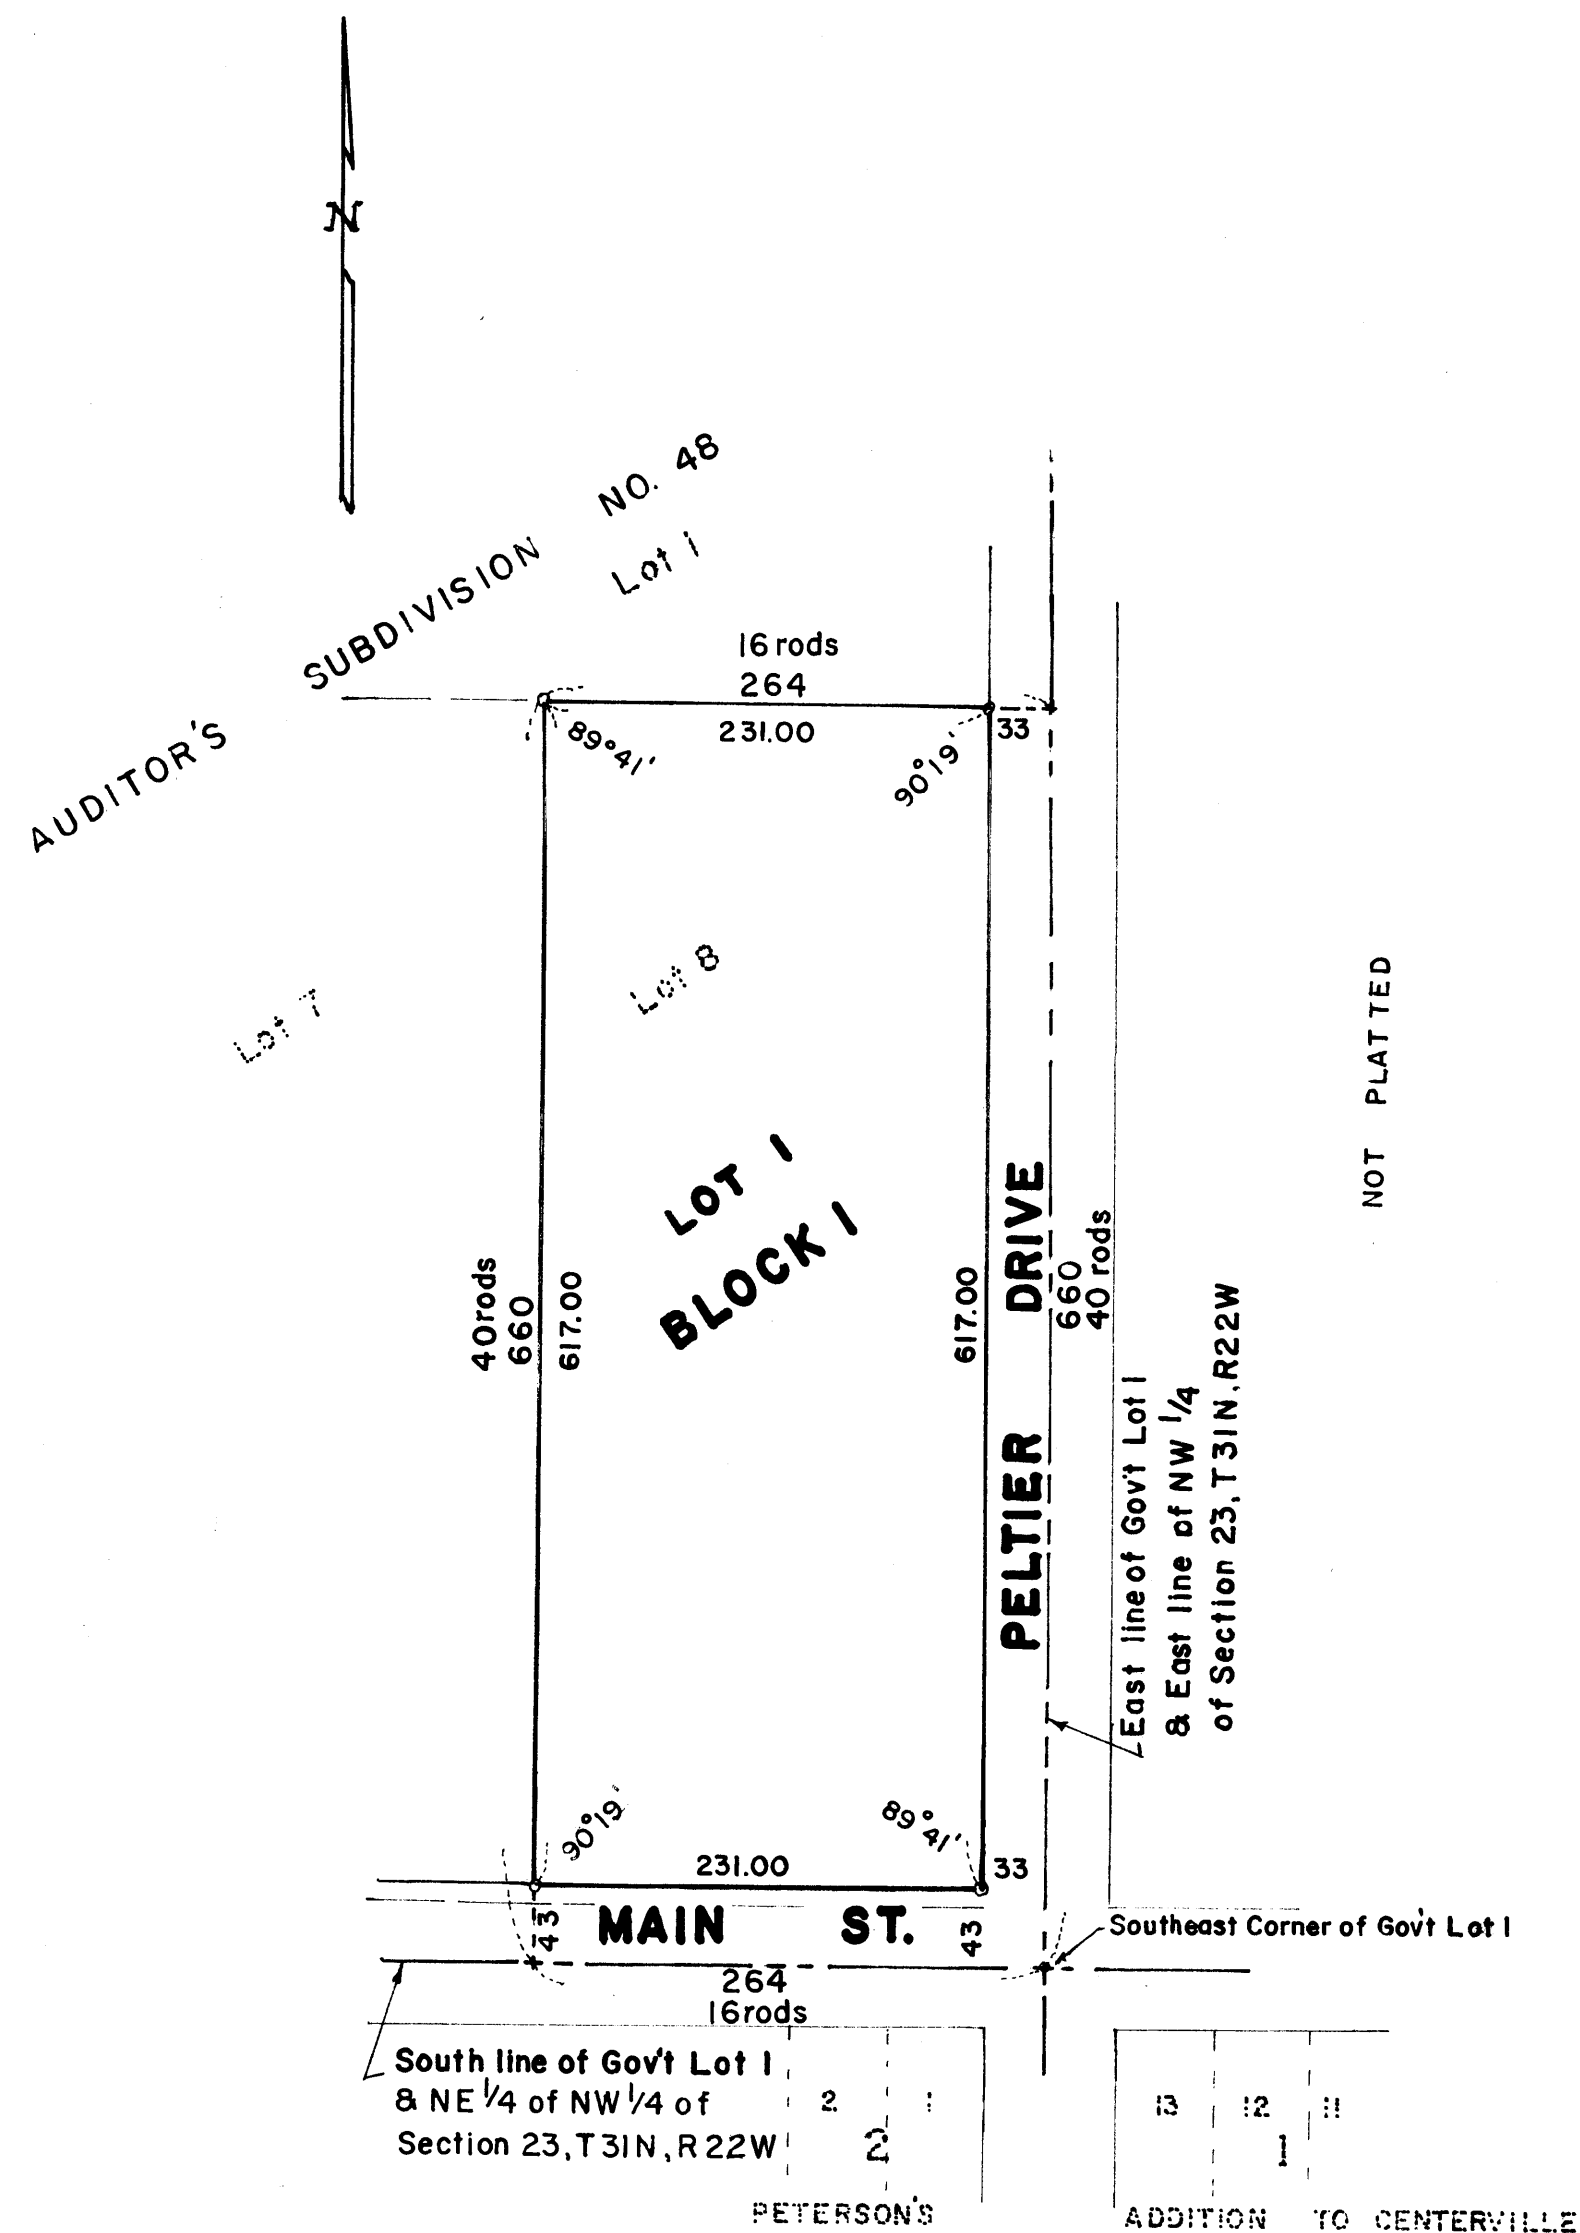 N
AUDITOR'S SUBDIVISION NO. 48
Lot 1
16 rods
264
231.00
33
89°41'
90°19'
Lot 7
Lot 8
LOT 1
BLOCK 1
40 rods
660
617.00
617.00
PELTIER DRIVE
660
40 rods
NOT PLATTED
East line of Gov't Lot 1
& East line of NW 1/4
of Section 23, T31N, R22W
90°19'
89°41'
231.00
33
43
MAIN ST.
43
Southeast Corner of Gov't Lot 1
264
16 rods
South line of Gov't Lot 1
& NE 1/4 of NW 1/4 of
Section 23, T31N, R22W
2
1
2
13
12
11
1
PETERSON'S ADDITION TO CENTERVILLE